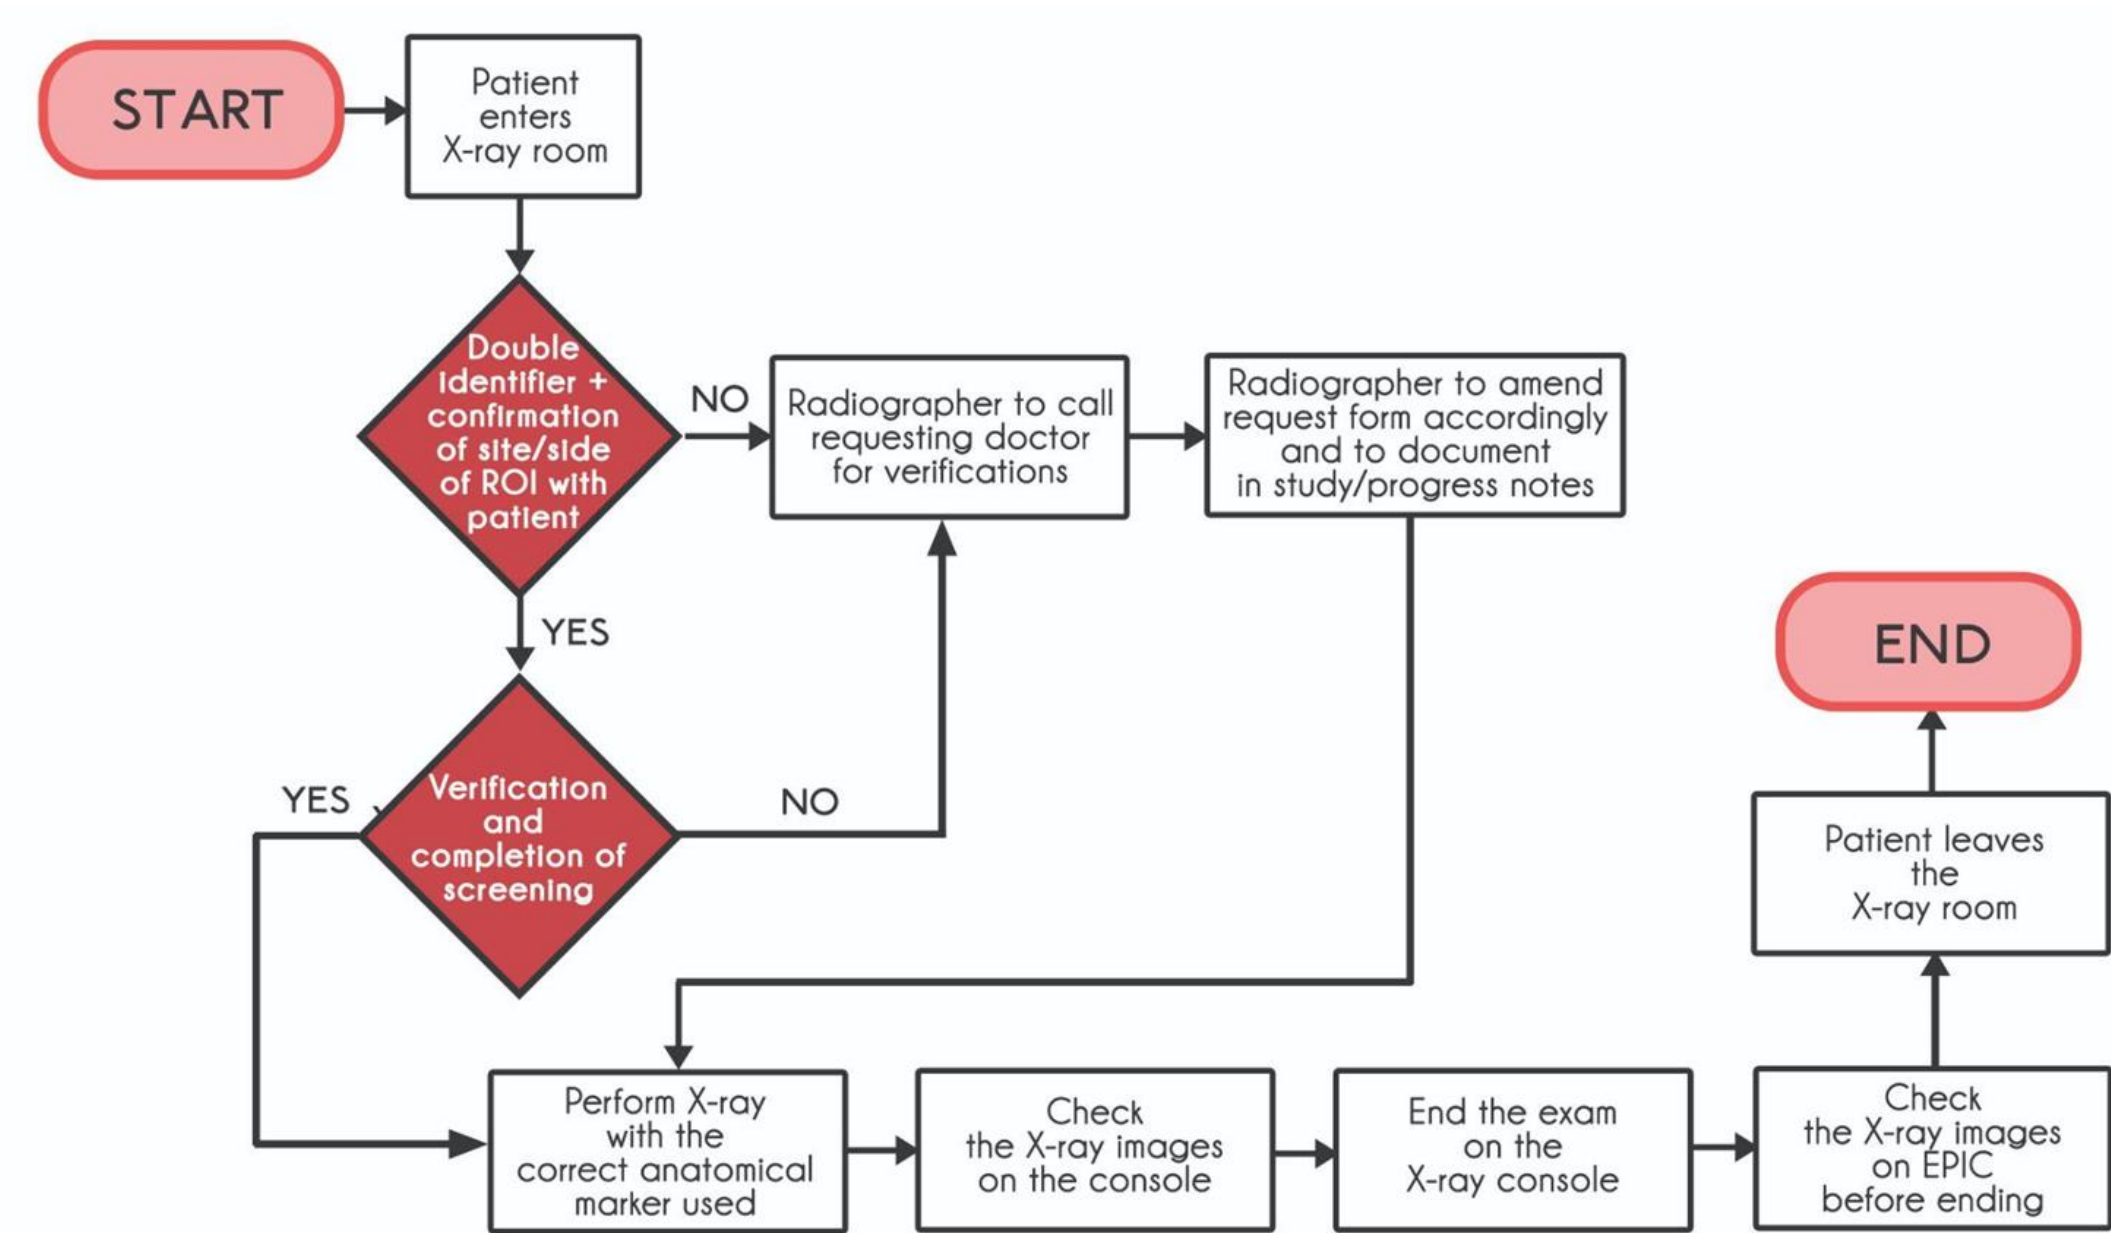 START
Patient
enters
X-ray room
Double
identifier +
confirmation
of site/side
of ROI with
patient
NO
Radiographer to call
requesting doctor
for verifications
Radiographer to amend
request form accordingly
and to document
in study/progress notes
YES
Verification
and
completion of
screening
YES
NO
Perform X-ray
with the
correct anatomical
marker used
Check
the X-ray images
on the console
End the exam
on the
X-ray console
Check
the X-ray images
on EPIC
before ending
Patient leaves
the
X-ray room
END